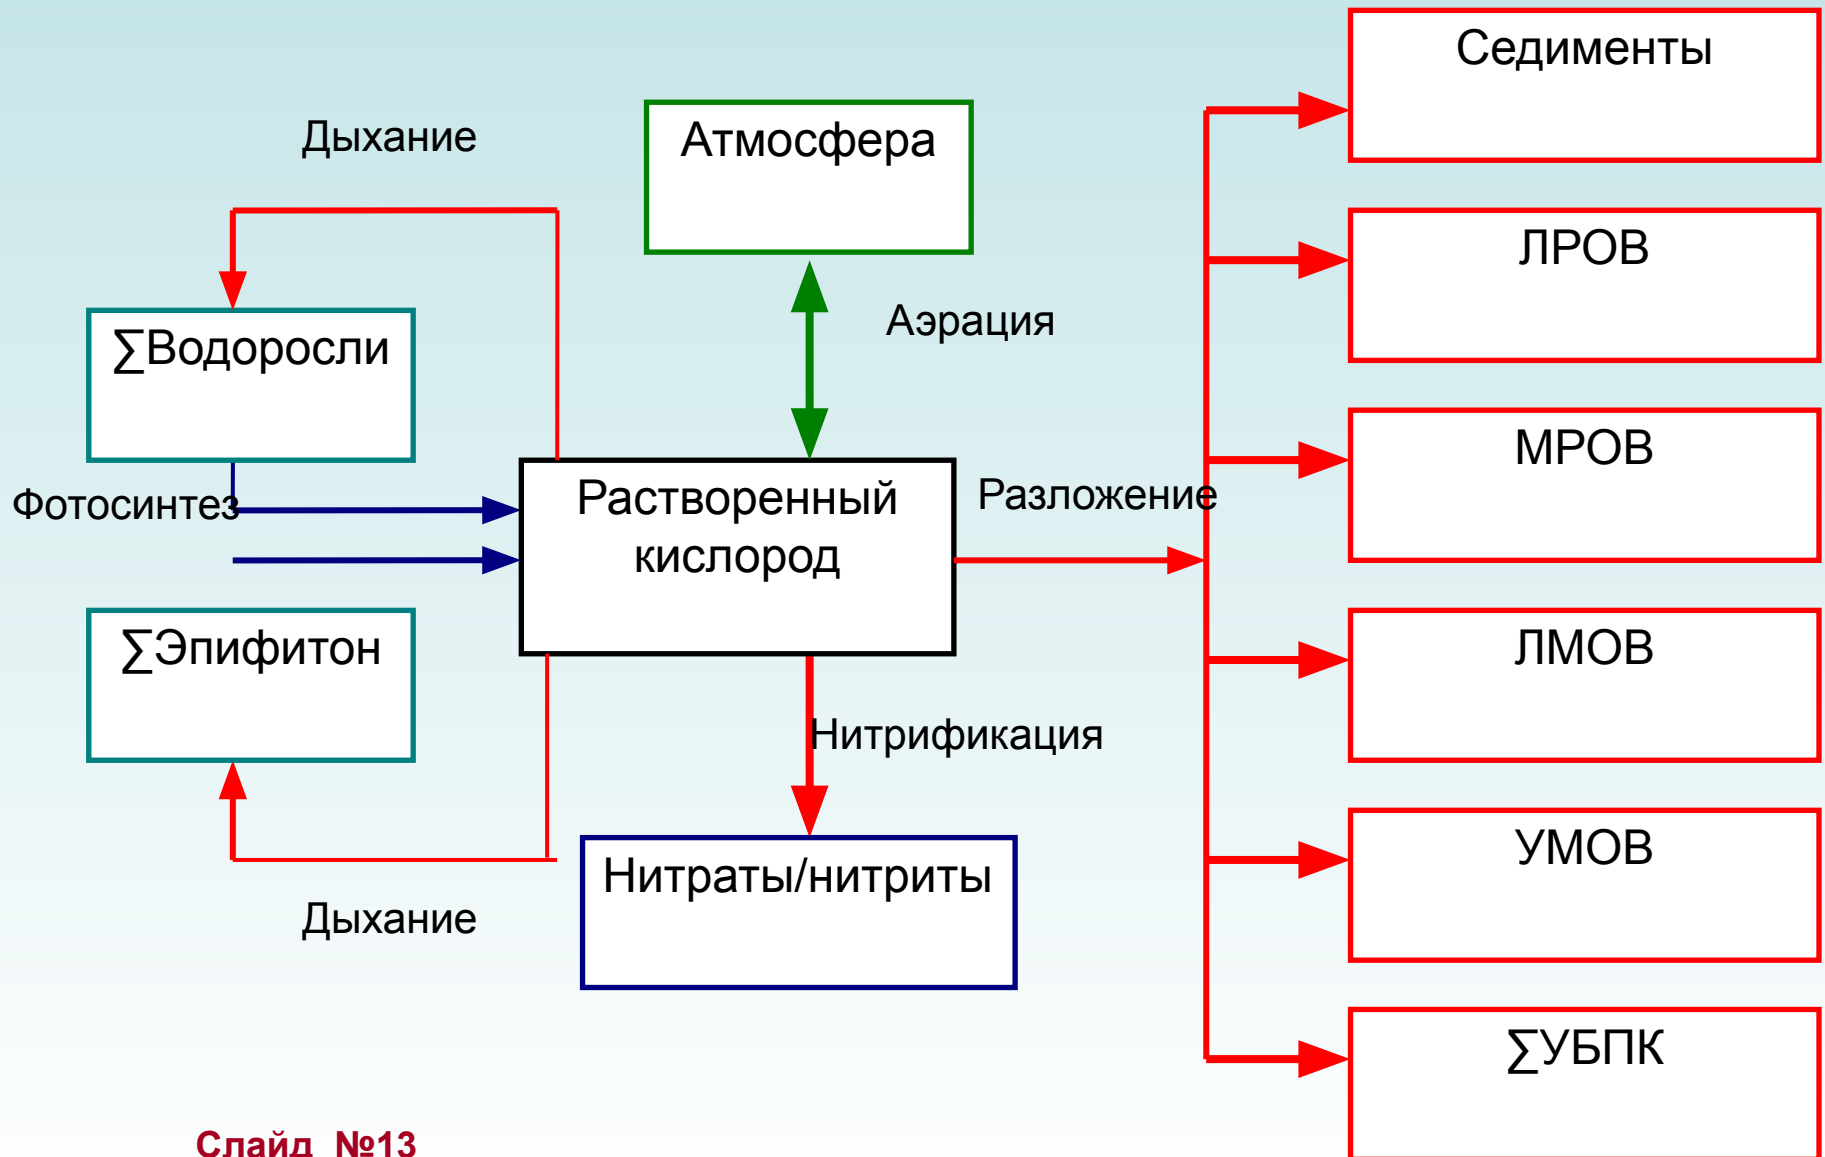 Седименты
Дыхание
Атмосфера
ЛРОВ
Аэрация
∑Водоросли
МРОВ
Фотосинтез
Растворенный
кислород
Разложение
∑Эпифитон
ЛМОВ
Нитрификация
УМОВ
Нитраты/нитриты
Дыхание
∑УБПК
Слайд №13